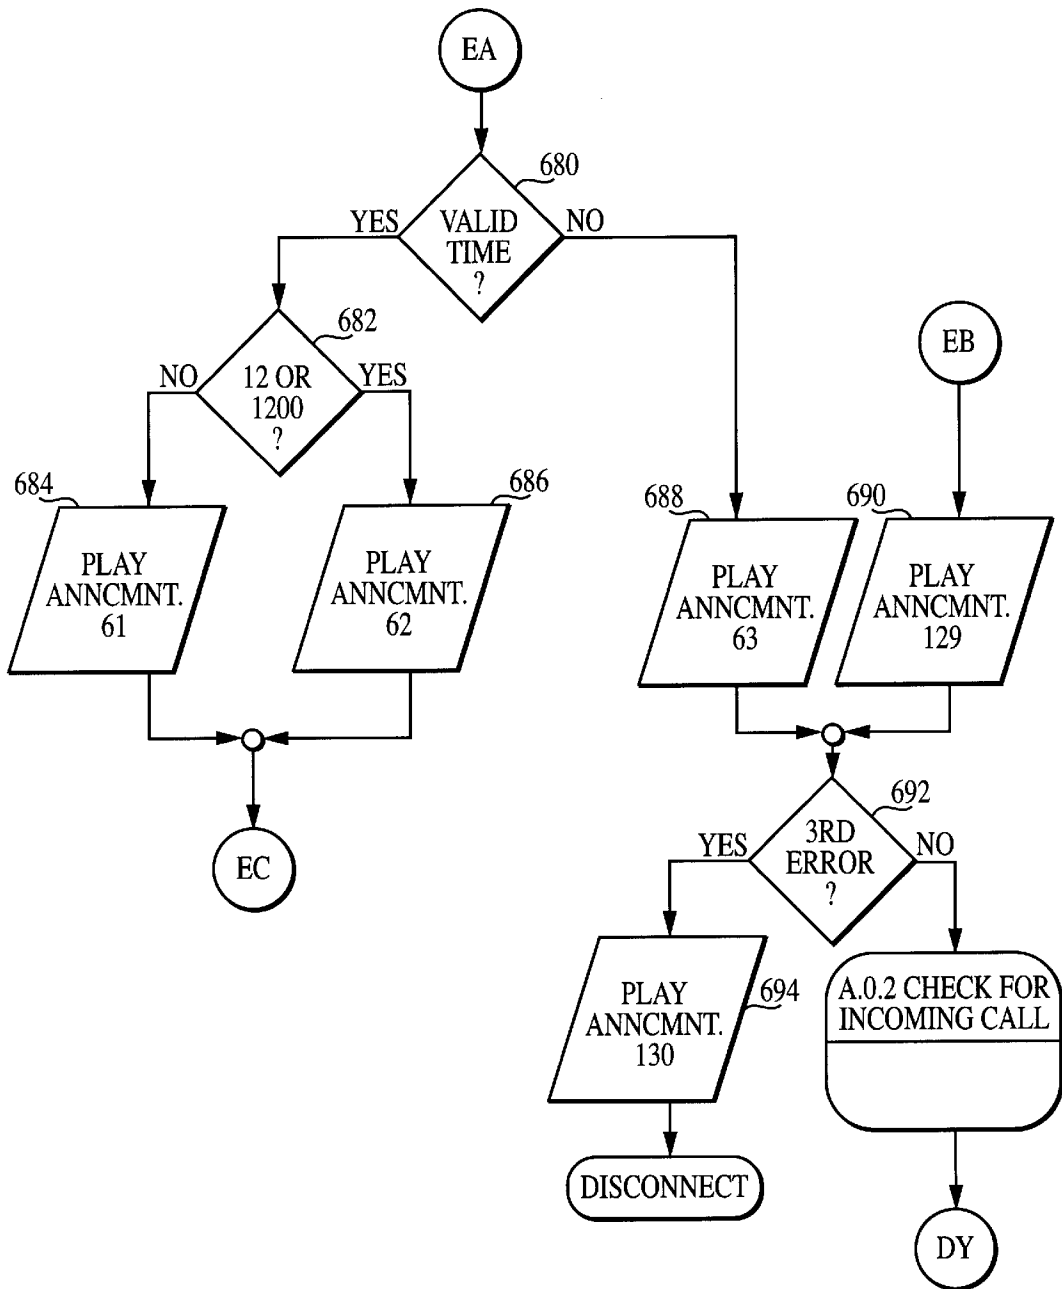 EA
680
YES
VALID
TIME
?
NO
682
NO
12 OR
1200
?
YES
EB
684
PLAY
ANNCMNT.
61
686
PLAY
ANNCMNT.
62
688
PLAY
ANNCMNT.
63
690
PLAY
ANNCMNT.
129
EC
692
YES
3RD
ERROR
?
NO
PLAY
ANNCMNT.
130
694
A.0.2 CHECK FOR
INCOMING CALL
DISCONNECT
DY